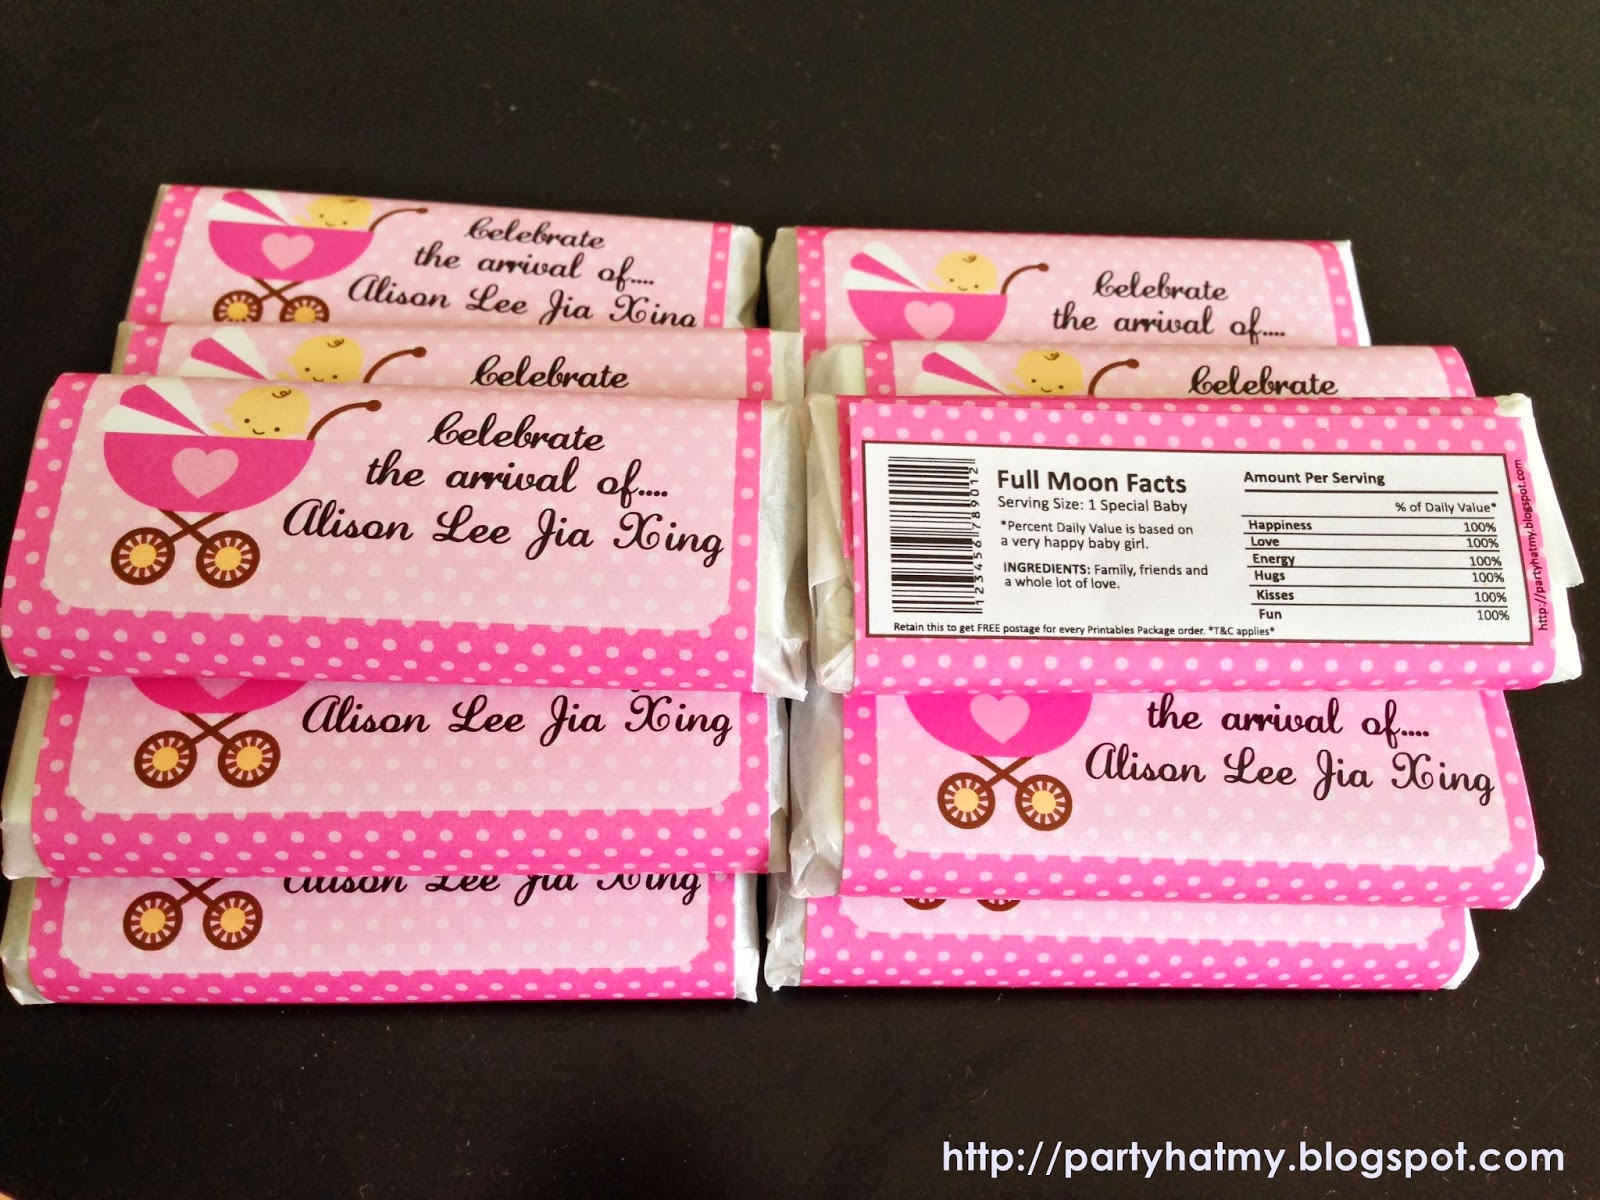 Celebrate
the arrival of....
Alison Lee Jia Xing
Celebrate
the arrival of....
Celebrate
Celebrate
Celebrate
the arrival of....
Alison Lee Jia Xing
123456789012
Full Moon Facts
Serving Size: 1 Special Baby
*Percent Daily Value is based on
a very happy baby girl.
INGREDIENTS: Family, friends and
a whole lot of love.
Amount Per Serving
% of Daily Value*
Happiness 100%
Love 100%
Energy 100%
Hugs 100%
Kisses 100%
Fun 100%
Retain this to get FREE postage for every Printables Package order. *T&C applies*
http://partyhatmy.blogspot.com
Alison Lee Jia Xing
the arrival of....
Alison Lee Jia Xing
Alison Lee Jia Xing
http://partyhatmy.blogspot.com